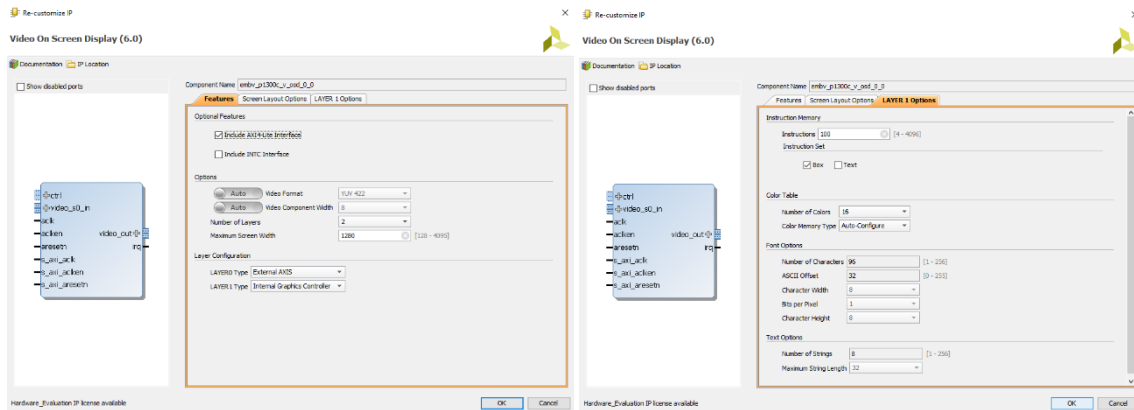 Re-customize IP
Video On Screen Display (6.0)
Documentation IP Location
Show disabled ports
Component Name embv_p1300c_v_osd_0_0
Features Screen Layout Options LAYER 1 Options
Optional Features
Include AXI4-Lite Interface
Include INTC Interface
Options
Auto Video Format YUV 422
Auto Video Component Width 8
Number of Layers 2
Maximum Screen Width 1280 [128 - 4095]
Layer Configuration
LAYER0 Type External AXIS
LAYER1 Type Internal Graphics Controller
ctrl
video_s0_in
aclk
aclken video_out
aresetn irq
s_axi_aclk
s_axi_aclken
s_axi_aresetn
Hardware_Evaluation IP license available
OK Cancel
Re-customize IP
Video On Screen Display (6.0)
Documentation IP Location
Show disabled ports
Component Name embv_p1300c_v_osd_0_0
Features Screen Layout Options LAYER 1 Options
Instruction Memory
Instructions 100 [4 - 4096]
Instruction Set
Box Text
Color Table
Number of Colors 16
Color Memory Type Auto-Configure
Font Options
Number of Characters 96 [1 - 256]
ASCII Offset 32 [0 - 255]
Character Width 8
Bits per Pixel 1
Character Height 8
Text Options
Number of Strings 8 [1 - 256]
Maximum String Length 32
ctrl
video_s0_in
aclk
aclken video_out
aresetn irq
s_axi_aclk
s_axi_aclken
s_axi_aresetn
Hardware_Evaluation IP license available
OK Cancel